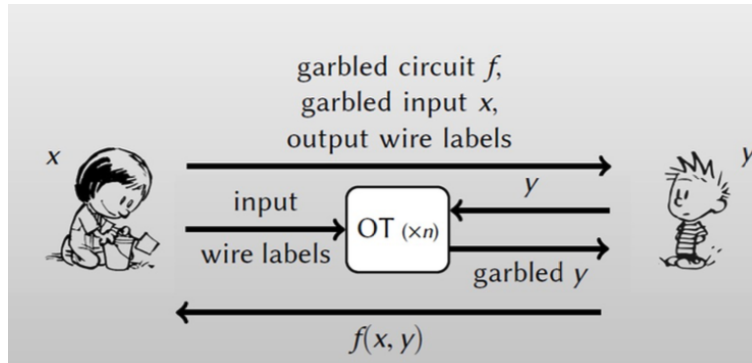 garbled circuit f,
garbled input x,
output wire labels
x
y
y
input
OT (×n)
wire labels
garbled y
f(x, y)